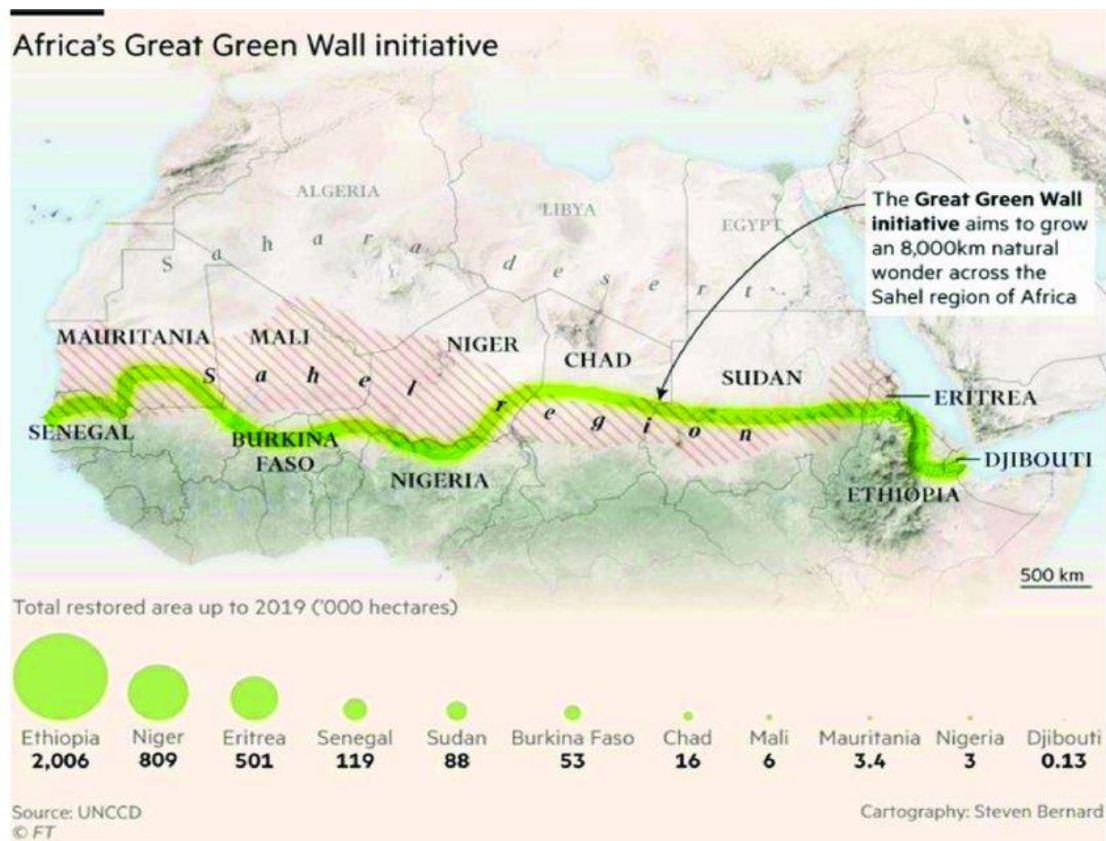 Africa's Great Green Wall initiative
ALGERIA
LIBYA
EGYPT
Sahara desert
The Great Green Wall
initiative aims to grow
an 8,000km natural
wonder across the
Sahel region of Africa
MAURITANIA
MALI
NIGER
CHAD
SUDAN
ERITREA
Sahel region
SENEGAL
BURKINA
FASO
NIGERIA
DJIBOUTI
ETHIOPIA
500 km
Total restored area up to 2019 ('000 hectares)
Ethiopia Niger Eritrea Senegal Sudan Burkina Faso Chad Mali Mauritania Nigeria Djibouti
2,006 809 501 119 88 53 16 6 3.4 3 0.13
Source: UNCCD
Cartography: Steven Bernard
© FT